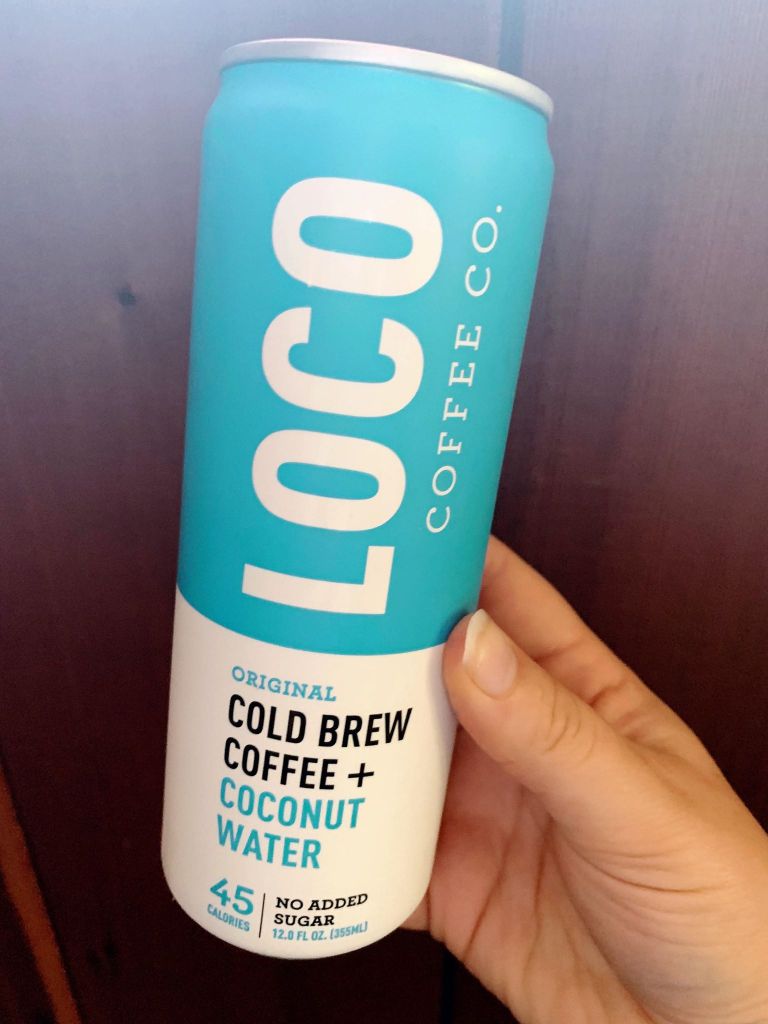 LOCO
COFFEE CO.
ORIGINAL
COLD BREW
COFFEE +
COCONUT
WATER
45
CALORIES
NO ADDED
SUGAR
12.0 FL OZ. (355ML)